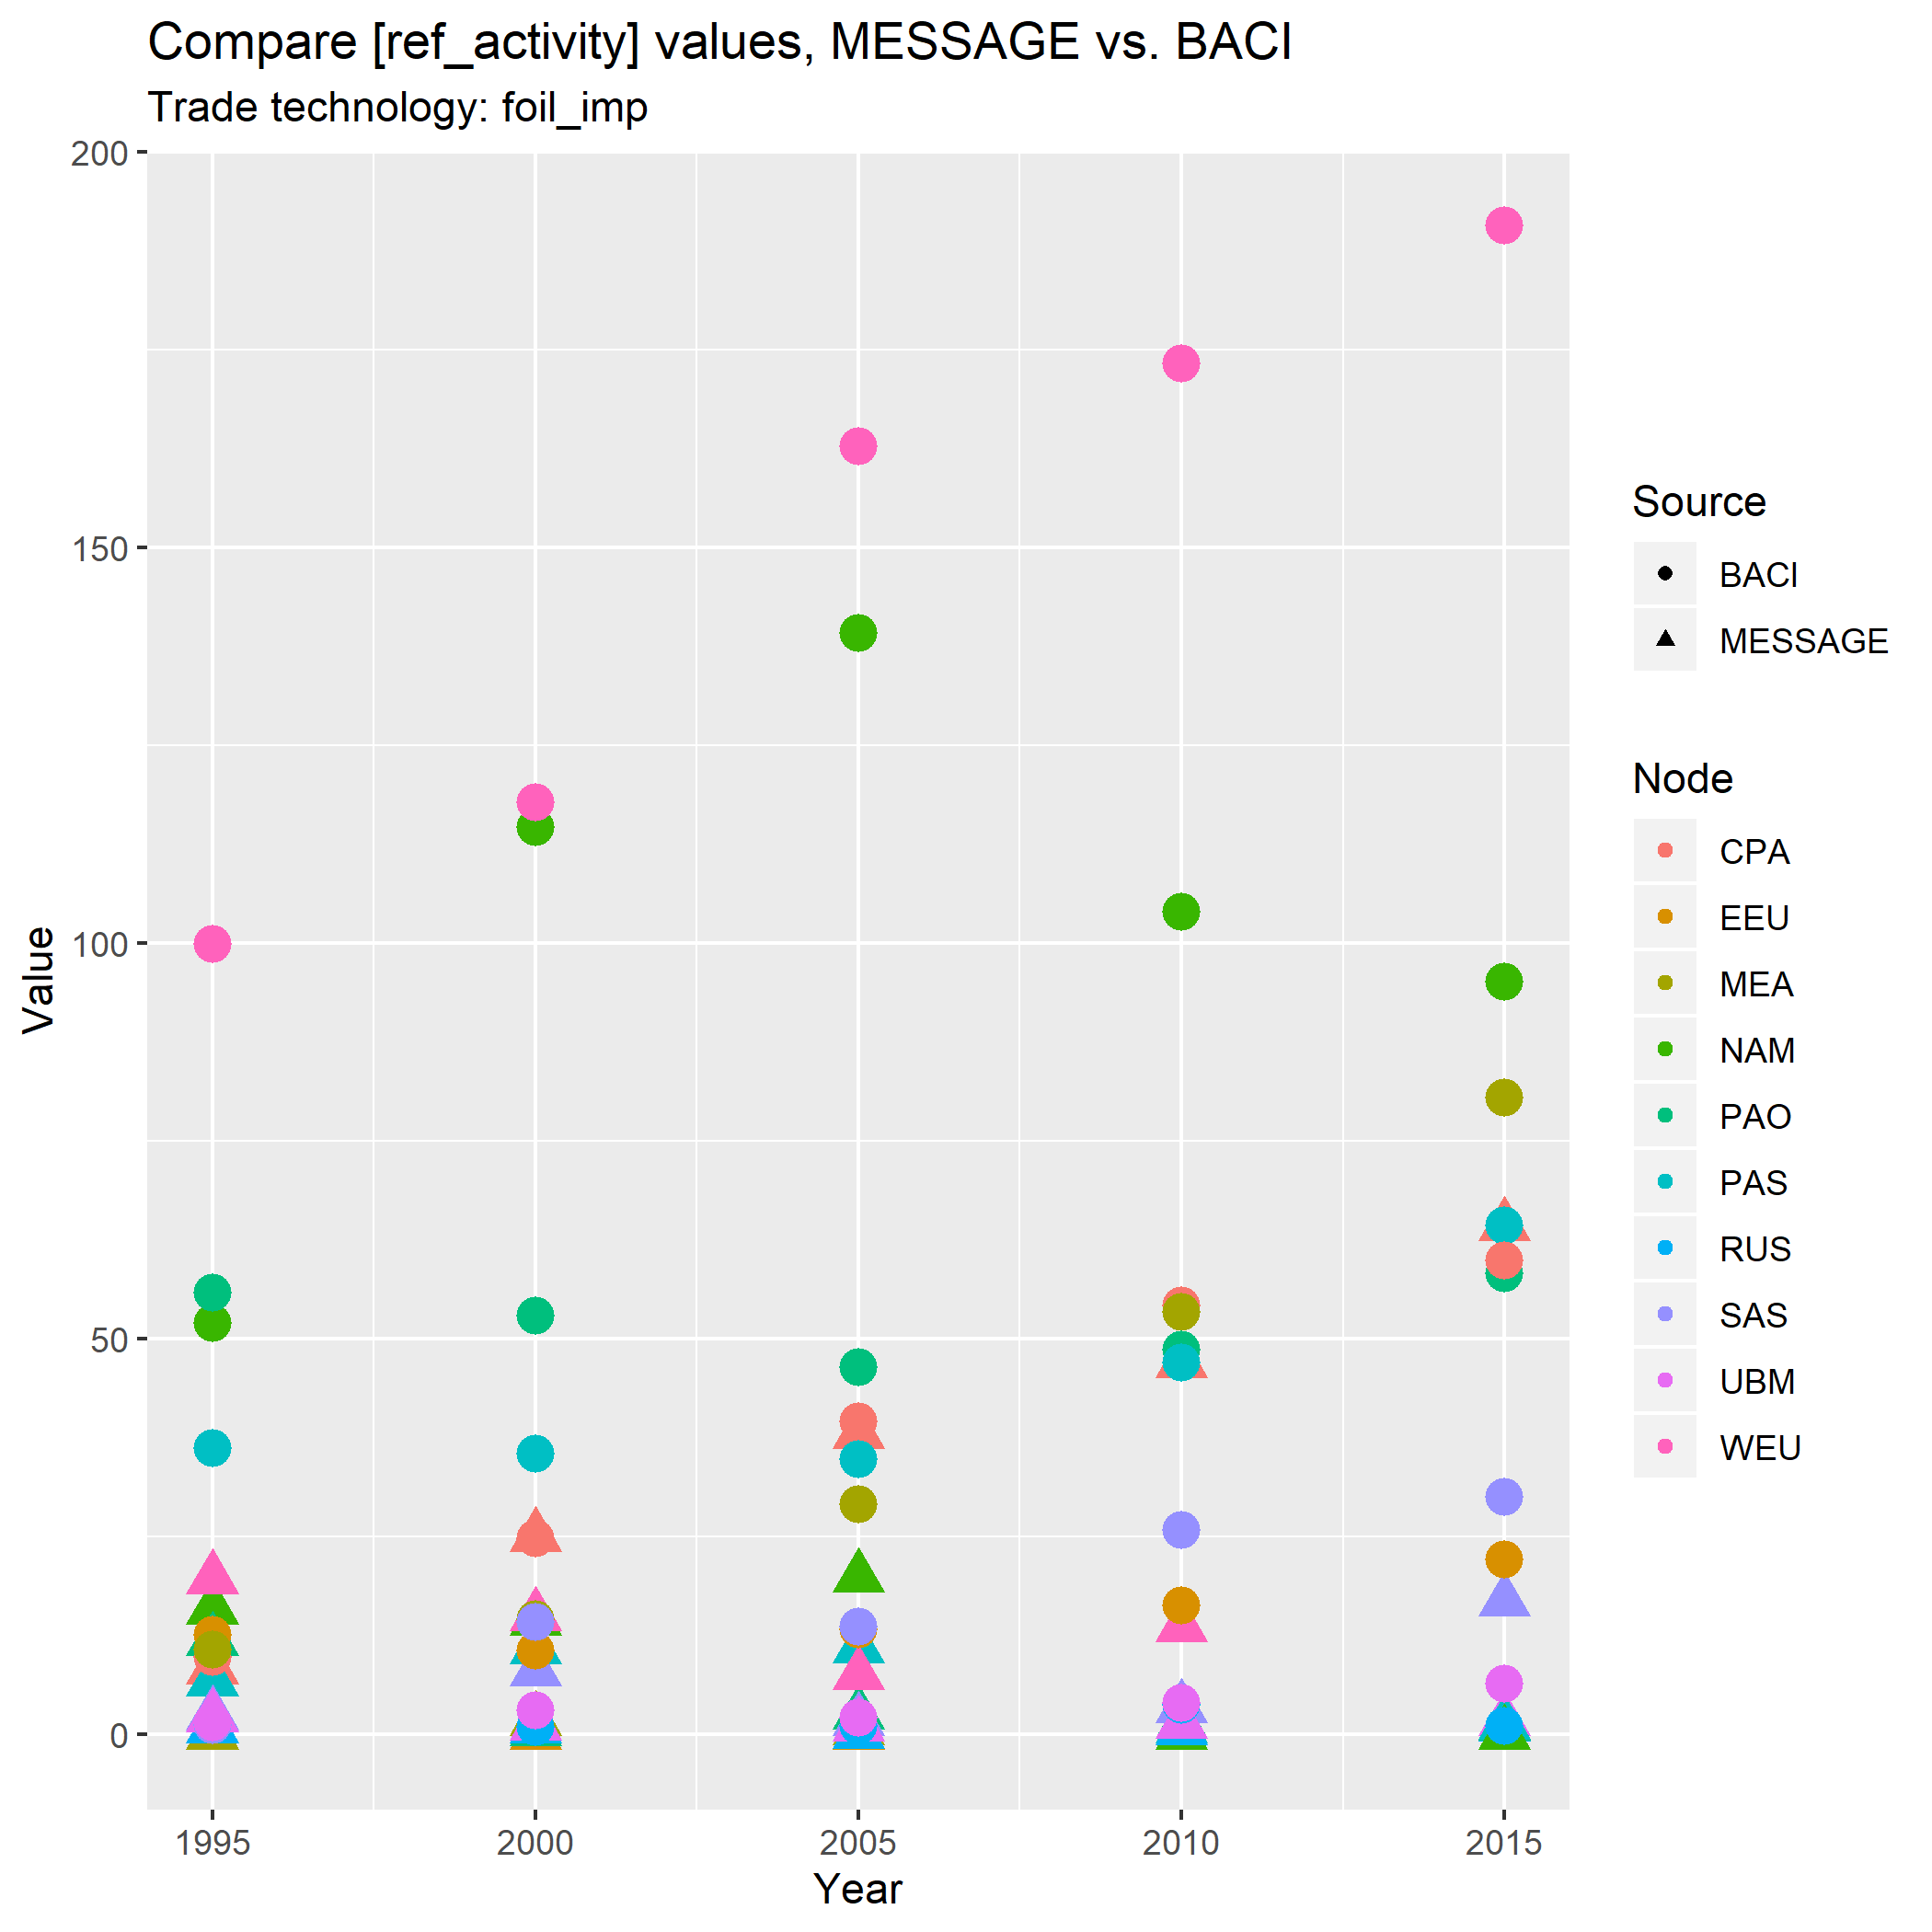 Compare [ref_activity] values, MESSAGE vs. BACI
Trade technology: foil_imp
200
150
100
50
0
Value
1995 2000 2005 2010 2015
Year
Source
BACI
MESSAGE
Node
CPA
EEU
MEA
NAM
PAO
PAS
RUS
SAS
UBM
WEU